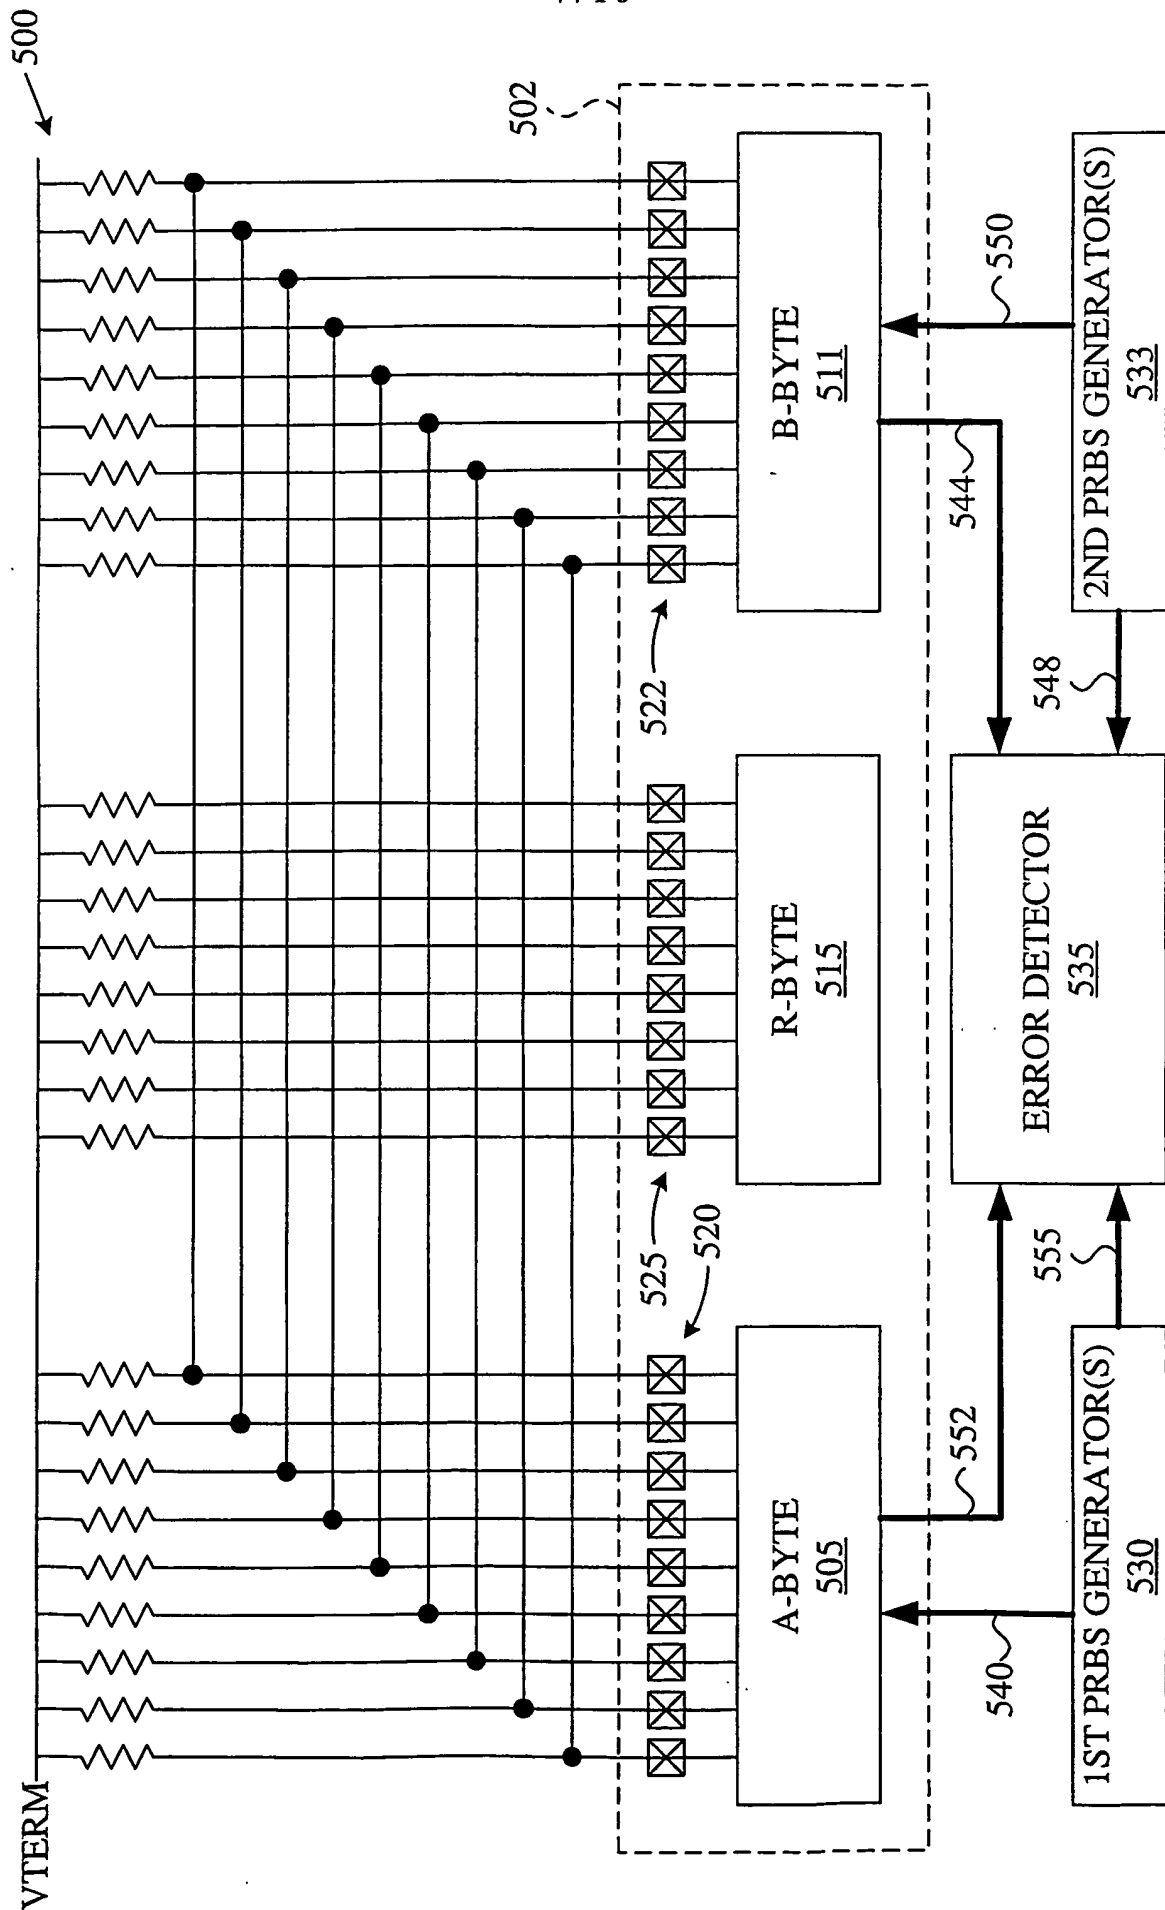 500
VTERM
502
520
525
522
A-BYTE
505
R-BYTE
515
B-BYTE
511
540
552
544
550
555
548
1ST PRBS GENERATOR(S)
530
ERROR DETECTOR
535
2ND PRBS GENERATOR(S)
533